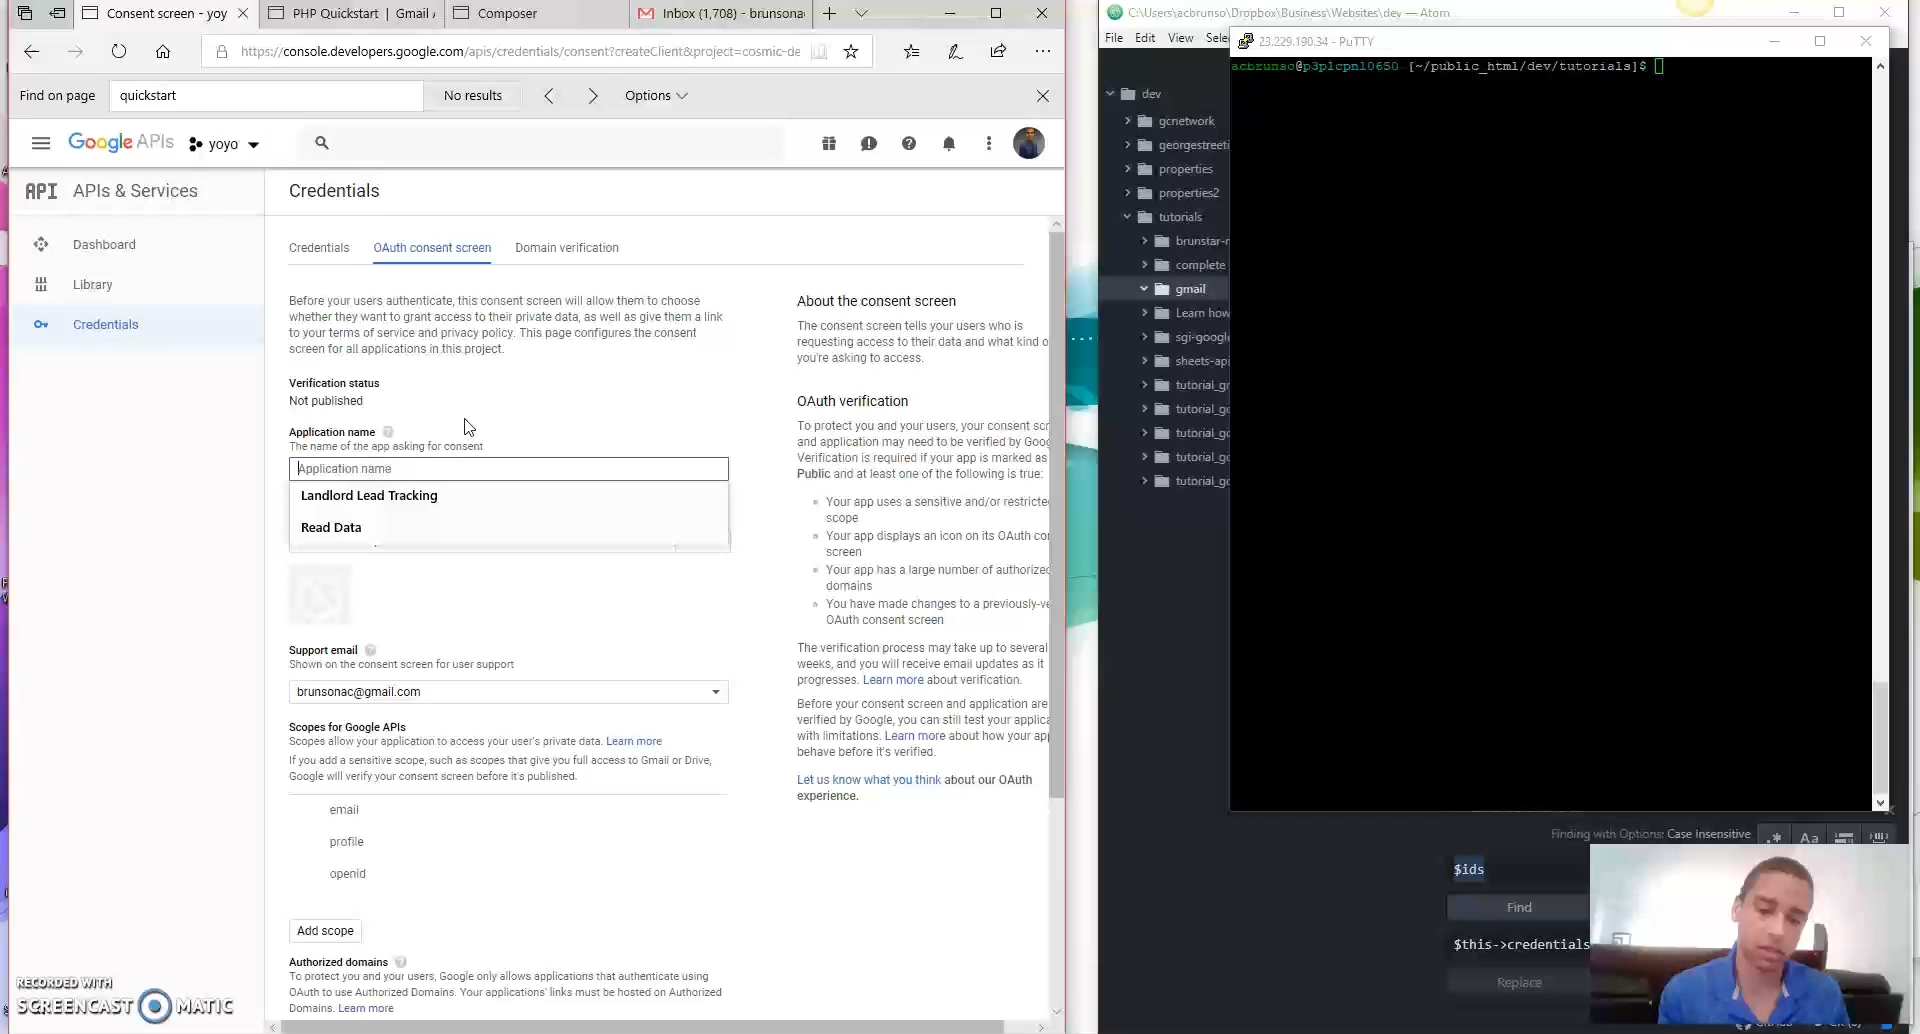 Consent screen - yoy
PHP Quickstart | Gmail
Composer
Inbox (1,708) - brunsona
https://console.developers.google.com/apis/credentials/consent?createClient&project=cosmic-de
Find on page
quickstart
No results
Options
Google APIs
yoyo
API APIs & Services
Dashboard
Library
Credentials
Credentials
Credentials
OAuth consent screen
Domain verification
Before your users authenticate, this consent screen will allow them to choose
whether they want to grant access to their private data, as well as give them a link
to your terms of service and privacy policy. This page configures the consent
screen for all applications in this project.
Verification status
Not published
Application name
The name of the app asking for consent
Application name
Landlord Lead Tracking
Read Data
Support email
Shown on the consent screen for user support
brunsonac@gmail.com
Scopes for Google APIs
Scopes allow your application to access your user's private data. Learn more
If you add a sensitive scope, such as scopes that give you full access to Gmail or Drive,
Google will verify your consent screen before it's published.
email
profile
openid
Add scope
Authorized domains
To protect you and your users, Google only allows applications that authenticate using
OAuth to use Authorized Domains. Your applications' links must be hosted on Authorized
Domains. Learn more
About the consent screen
The consent screen tells your users who is
requesting access to their data and what kind o
you're asking to access.
OAuth verification
To protect you and your users, your consent scr
and application may need to be verified by Goog
Verification is required if your app is marked as
Public and at least one of the following is true:
Your app uses a sensitive and/or restricte
scope
Your app displays an icon on its OAuth co
screen
Your app has a large number of authorized
domains
You have made changes to a previously-ve
OAuth consent screen
The verification process may take up to several
weeks, and you will receive email updates as it
progresses. Learn more about verification.
Before your consent screen and application are
verified by Google, you can still test your applica
with limitations. Learn more about how your app
behave before it's verified.
Let us know what you think about our OAuth
experience.
RECORDED WITH
SCREENCAST MATIC
C:\Users\acbrunso\Dropbox\Business\Websites\dev — Atom
File Edit View Selec
23.229.190.34 - PuTTY
acbrunso@p3plcpnl0650 [~/public_html/dev/tutorials]$
dev
gcnetwork
georgestreet
properties
properties2
tutorials
brunstar-r
complete
gmail
Learn how
sgi-google
sheets-api
tutorial_gr
tutorial_go
tutorial_go
tutorial_go
tutorial_go
Finding with Options: Case Insensitive
.* Aa
$ids
Find
$this->credentials
Replace